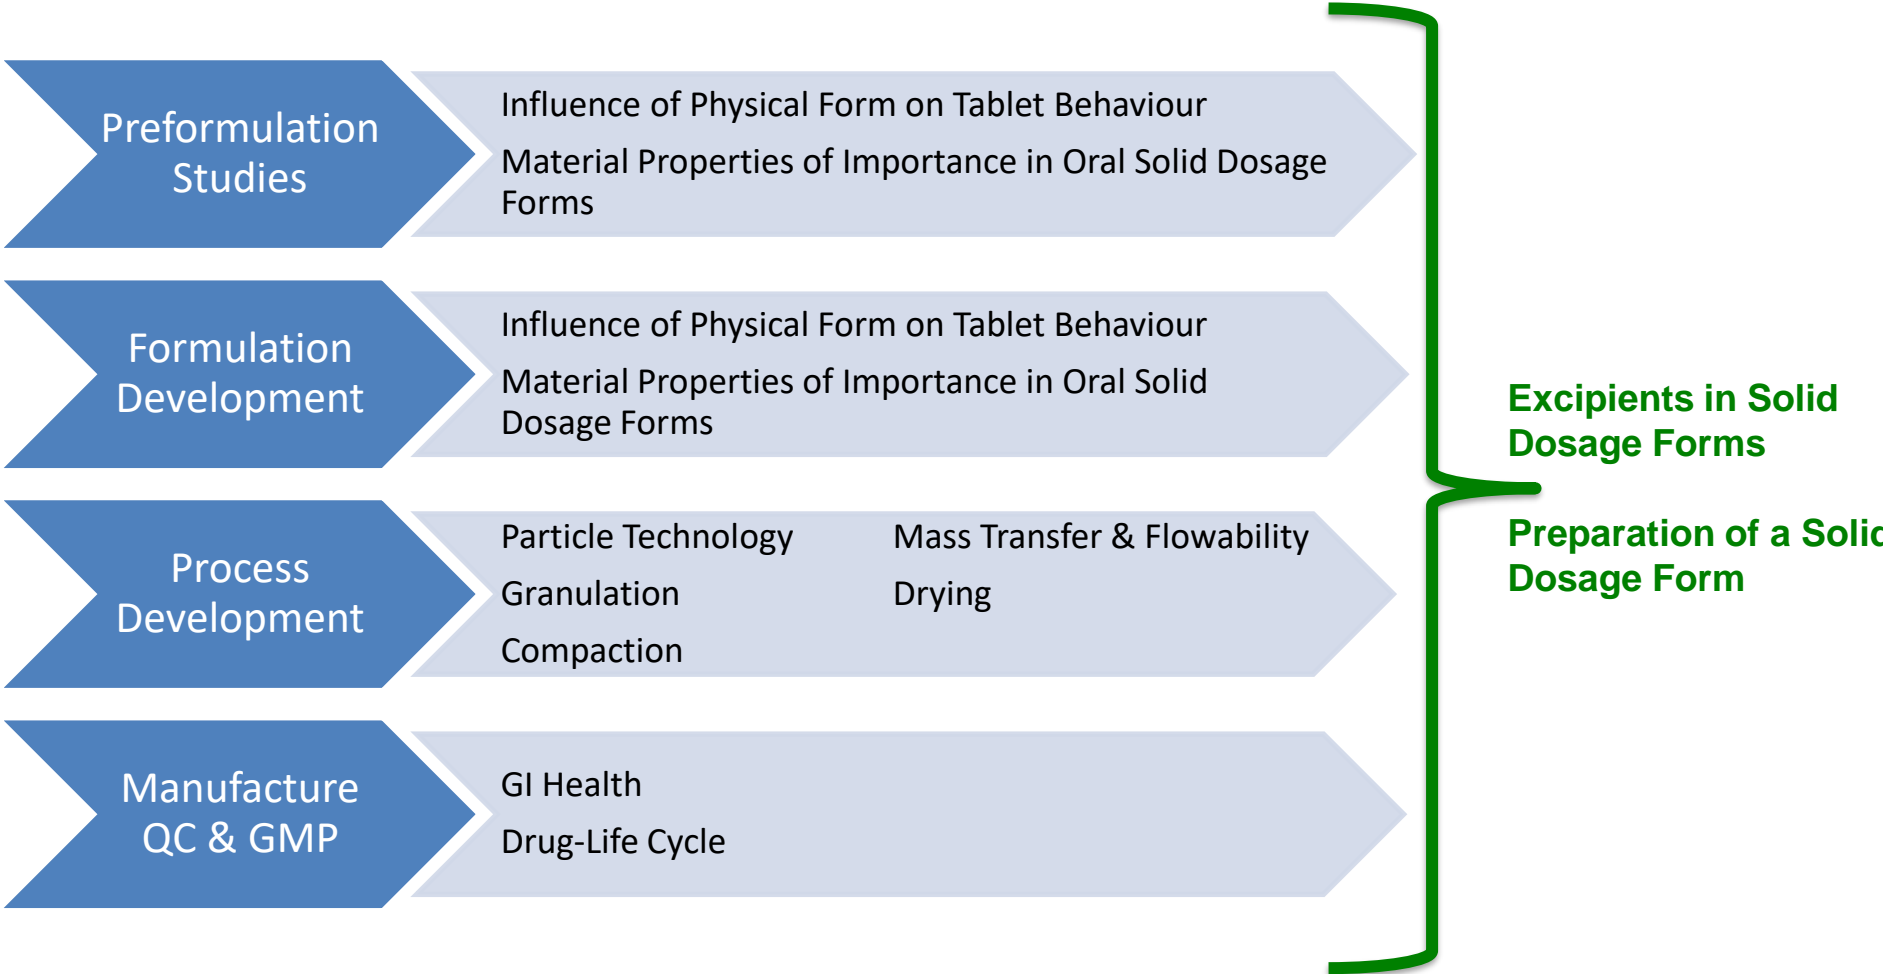 Preformulation
Studies
Influence of Physical Form on Tablet Behaviour
Material Properties of Importance in Oral Solid Dosage
Forms
Formulation
Development
Influence of Physical Form on Tablet Behaviour
Material Properties of Importance in Oral Solid
Dosage Forms
Process
Development
Particle Technology
Granulation
Compaction
Mass Transfer & Flowability
Drying
Manufacture
QC & GMP
GI Health
Drug-Life Cycle
Excipients in Solid
Dosage Forms
Preparation of a Solid
Dosage Form